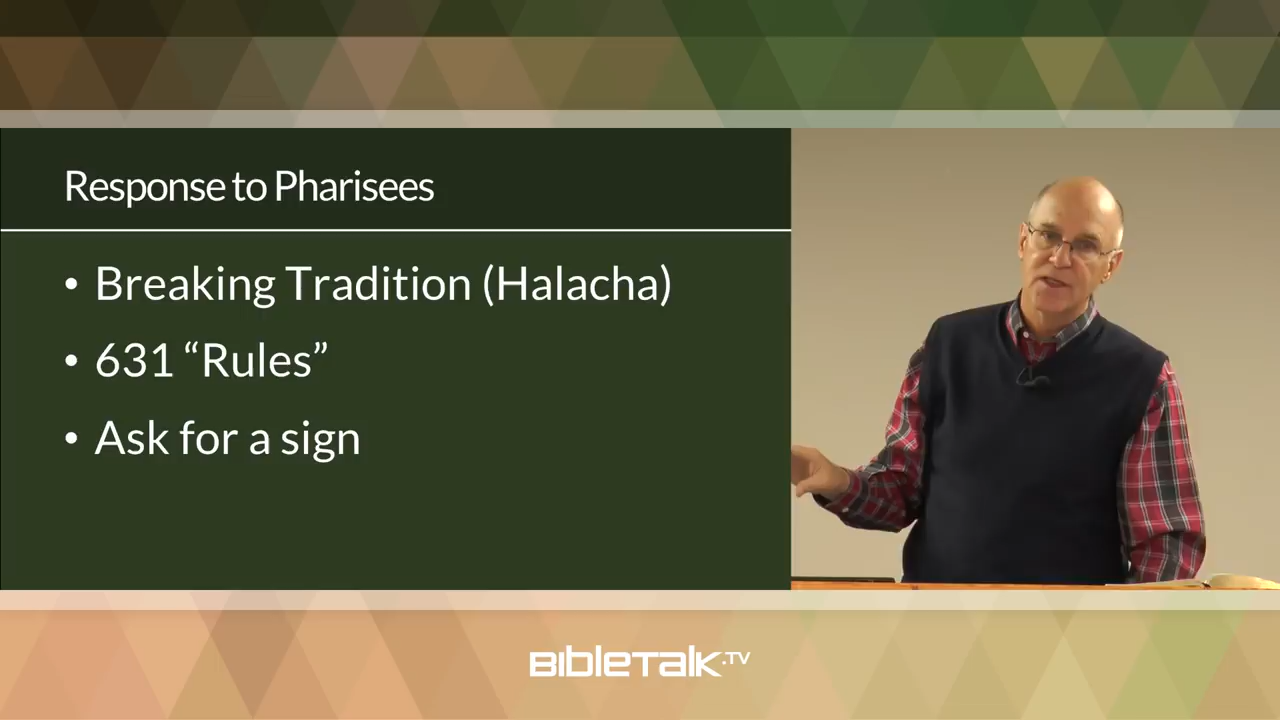 Response to Pharisees
• Breaking Tradition (Halacha)
• 631 “Rules”
• Ask for a sign
BIBLETALK.TV